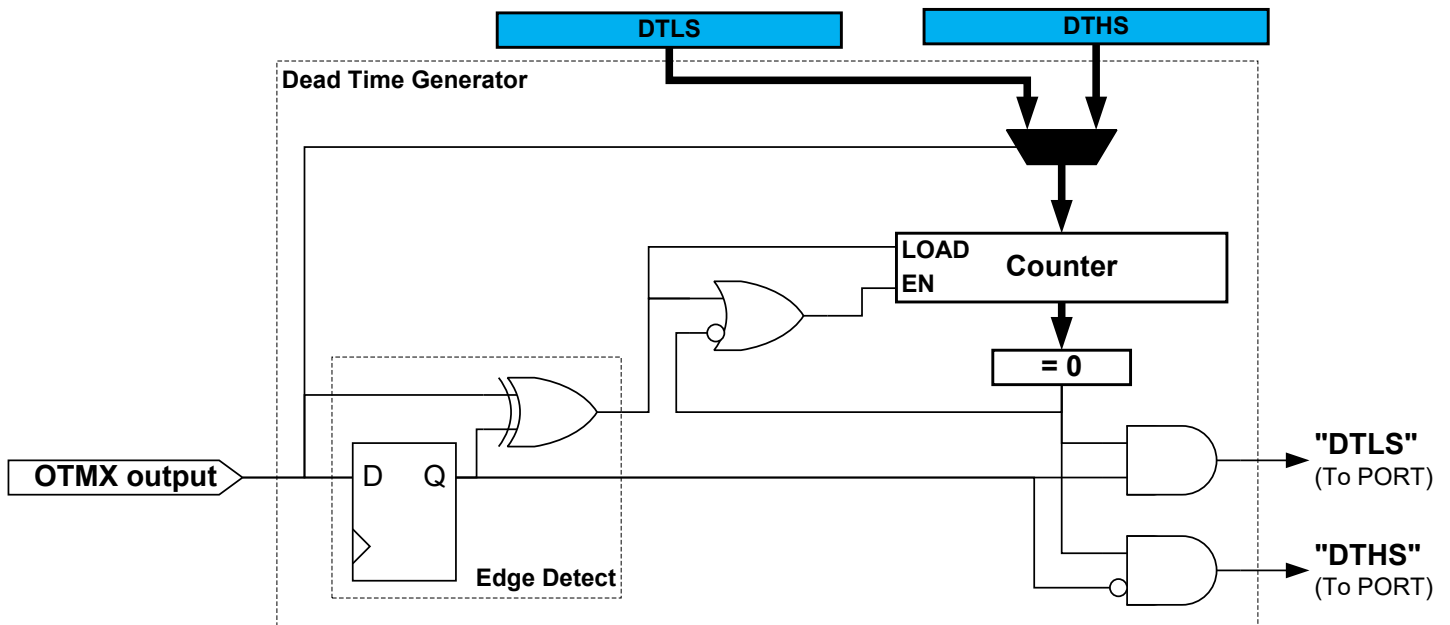 DTLS
DTHS
Dead Time Generator
LOAD
Counter
EN
= 0
OTMX output
D
Q
Edge Detect
"DTLS"
(To PORT)
"DTHS"
(To PORT)